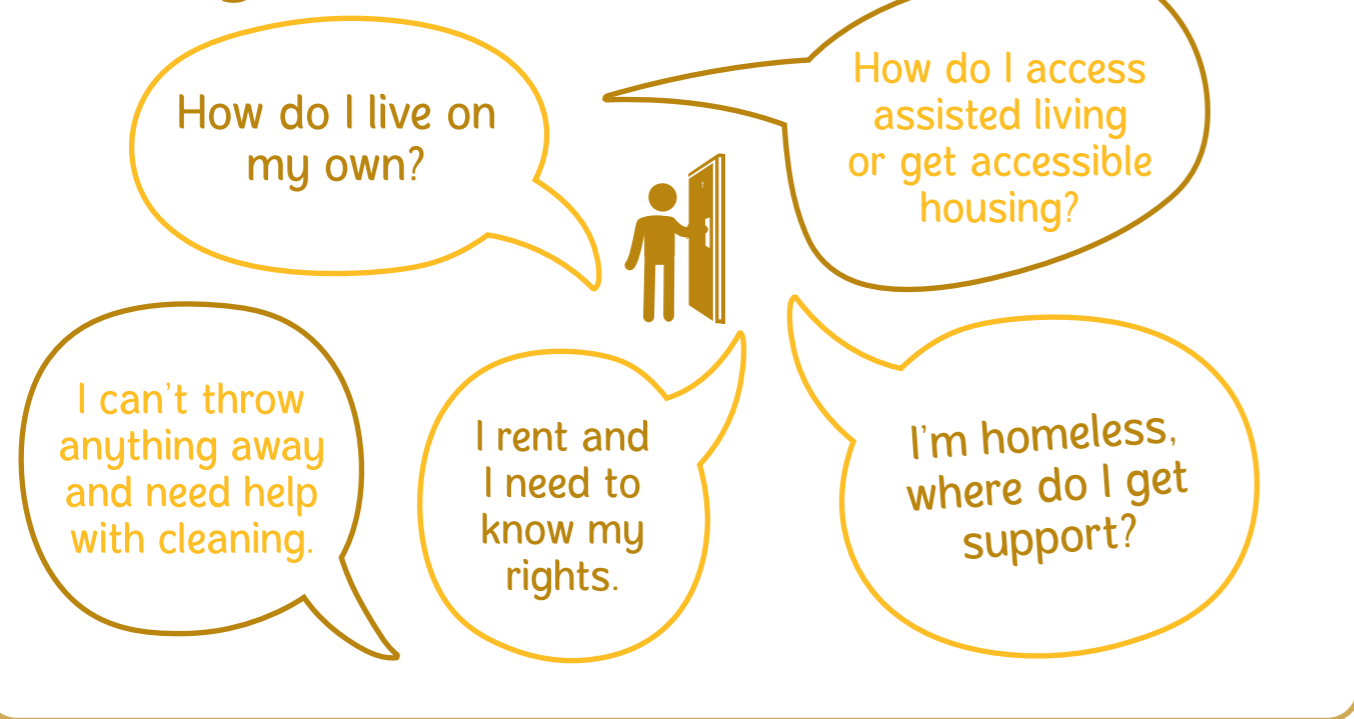 How do I live on
my own?
How do I access
assisted living
or get accessible
housing?
I can't throw
anything away
and need help
with cleaning.
I rent and
I need to
know my
rights.
I'm homeless,
where do I get
support?